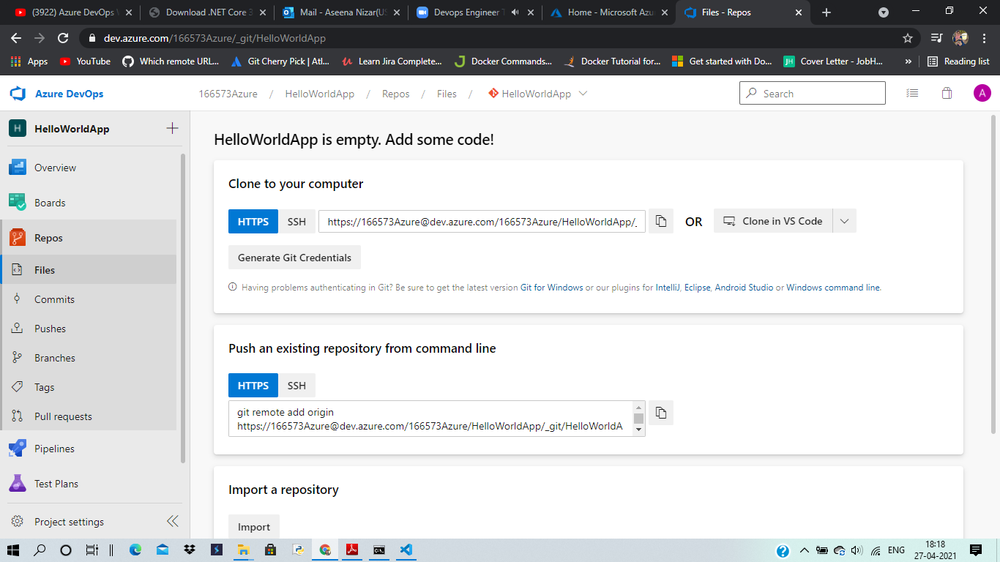 (3922) Azure DevOps
Download .NET Core 3
Mail - Aseena Nizar(US
Devops Engineer T
Home - Microsoft Azu
Files - Repos
dev.azure.com/166573Azure/_git/HelloWorldApp
Apps
YouTube
Which remote URL...
Git Cherry Pick | Atl...
Learn Jira Complete...
Docker Commands...
Docker Tutorial for...
Get started with Do...
JH
Cover Letter - JobH...
»
Reading list
Azure DevOps
166573Azure / HelloWorldApp / Repos / Files / HelloWorldApp
Search
A
H
HelloWorldApp
Overview
Boards
Repos
Files
Commits
Pushes
Branches
Tags
Pull requests
Pipelines
Test Plans
Project settings
HelloWorldApp is empty. Add some code!
Clone to your computer
HTTPS
SSH
https://166573Azure@dev.azure.com/166573Azure/HelloWorldApp/_
OR
Clone in VS Code
Generate Git Credentials
Having problems authenticating in Git? Be sure to get the latest version Git for Windows or our plugins for IntelliJ, Eclipse, Android Studio or Windows command line.
Push an existing repository from command line
HTTPS
SSH
git remote add origin
https://166573Azure@dev.azure.com/166573Azure/HelloWorldApp/_git/HelloWorldA
Import a repository
Import
ENG
18:18
27-04-2021